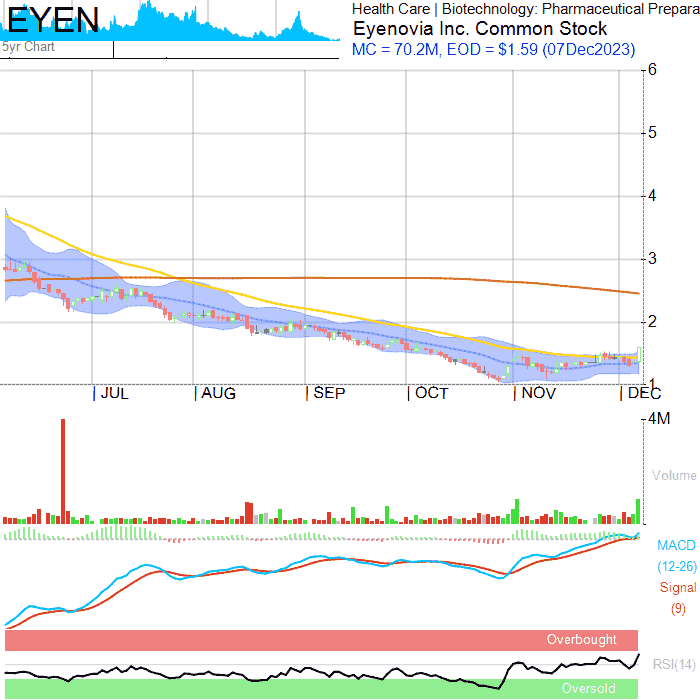 EYEN
5yr Chart
Health Care | Biotechnology: Pharmaceutical Prepara
Eyenovia Inc. Common Stock
MC = 70.2M, EOD = $1.59 (07Dec2023)
6
5
4
3
2
1
| JUL | AUG | SEP | OCT | NOV | DEC
4M
Volume
MACD
(12-26)
Signal
(9)
Overbought
RSI(14)
Oversold